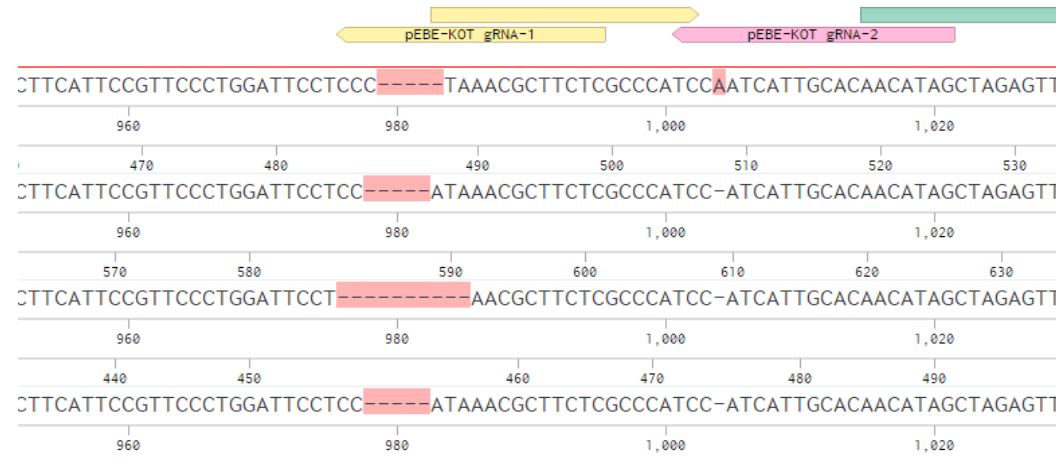 pEBE-KOT gRNA-1 pEBE-KOT gRNA-2
CTTCATTCCGTTCCCTGGATTCCTCCC-----TAAACGCTTCTCGCCCATCCAATCATTGCACAACATAGCTAGAGTT
960 980 1,000 1,020
470 480 490 500 510 520 530
CTTCATTCCGTTCCCTGGATTCCTCC-----ATAAACGCTTCTCGCCCATCC-ATCATTGCACAACATAGCTAGAGTT
960 980 1,000 1,020
570 580 590 600 610 620 630
CTTCATTCCGTTCCCTGGATTCCT----------AACGCTTCTCGCCCATCC-ATCATTGCACAACATAGCTAGAGTT
960 980 1,000 1,020
440 450 460 470 480 490
CTTCATTCCGTTCCCTGGATTCCTCC-----ATAAACGCTTCTCGCCCATCC-ATCATTGCACAACATAGCTAGAGTT
960 980 1,000 1,020